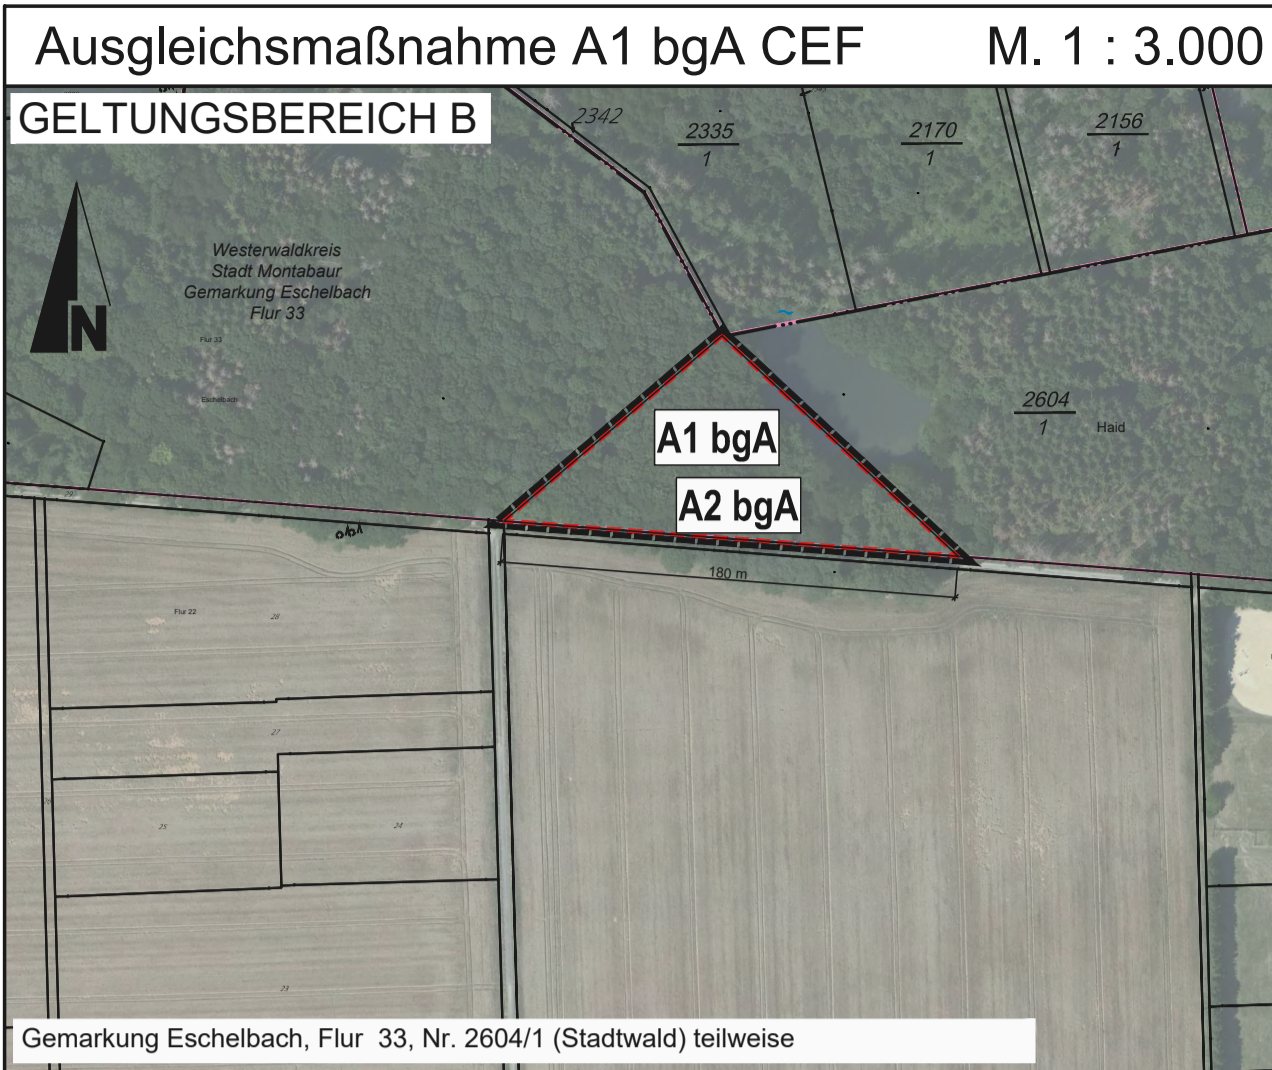 Ausgleichsmaßnahme A1 bgA CEF M. 1 : 3.000
GELTUNGSBEREICH B
2342
2335
1
2170
1
2156
1
Westerwaldkreis
Stadt Montabaur
Gemarkung Eschelbach
Flur 33
N
Flur 33
Eschelbach
2604
1
Haid
A1 bgA
A2 bgA
29
180 m
Flur 22
28
27
26
25
24
23
Gemarkung Eschelbach, Flur 33, Nr. 2604/1 (Stadtwald) teilweise